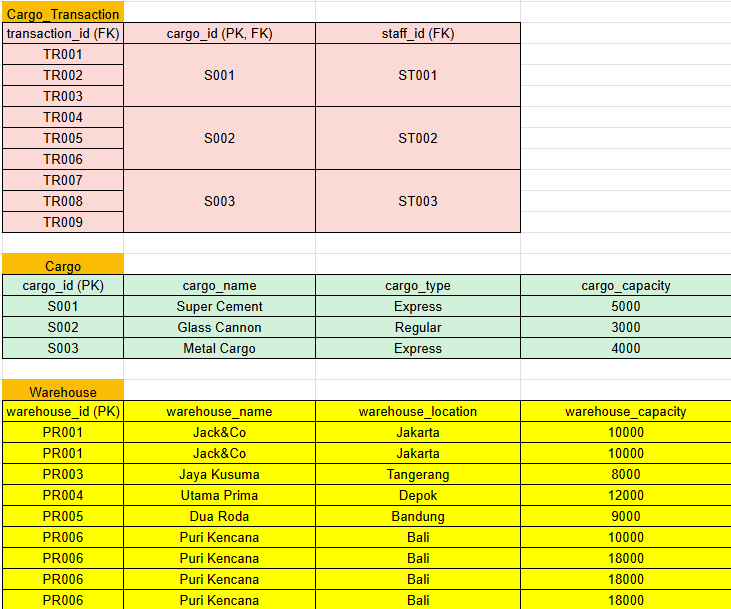 Cargo_Transaction
transaction_id (FK) cargo_id (PK, FK) staff_id (FK)
TR001
TR002 S001 ST001
TR003
TR004
TR005 S002 ST002
TR006
TR007
TR008 S003 ST003
TR009
Cargo
cargo_id (PK) cargo_name cargo_type cargo_capacity
S001 Super Cement Express 5000
S002 Glass Cannon Regular 3000
S003 Metal Cargo Express 4000
Warehouse
warehouse_id (PK) warehouse_name warehouse_location warehouse_capacity
PR001 Jack&Co Jakarta 10000
PR001 Jack&Co Jakarta 10000
PR003 Jaya Kusuma Tangerang 8000
PR004 Utama Prima Depok 12000
PR005 Dua Roda Bandung 9000
PR006 Puri Kencana Bali 10000
PR006 Puri Kencana Bali 18000
PR006 Puri Kencana Bali 18000
PR006 Puri Kencana Bali 18000